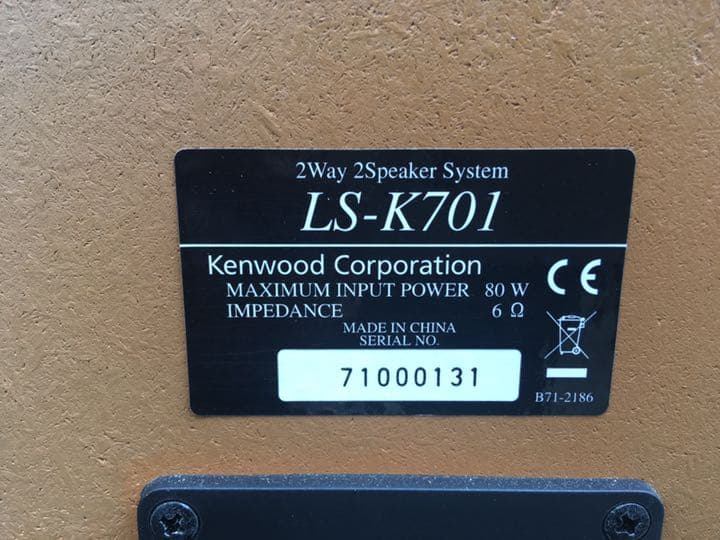 2Way 2Speaker System
LS-K701
Kenwood Corporation
CE
MAXIMUM INPUT POWER 80 W
IMPEDANCE 6 Ω
MADE IN CHINA
SERIAL NO.
71000131
B71-2186